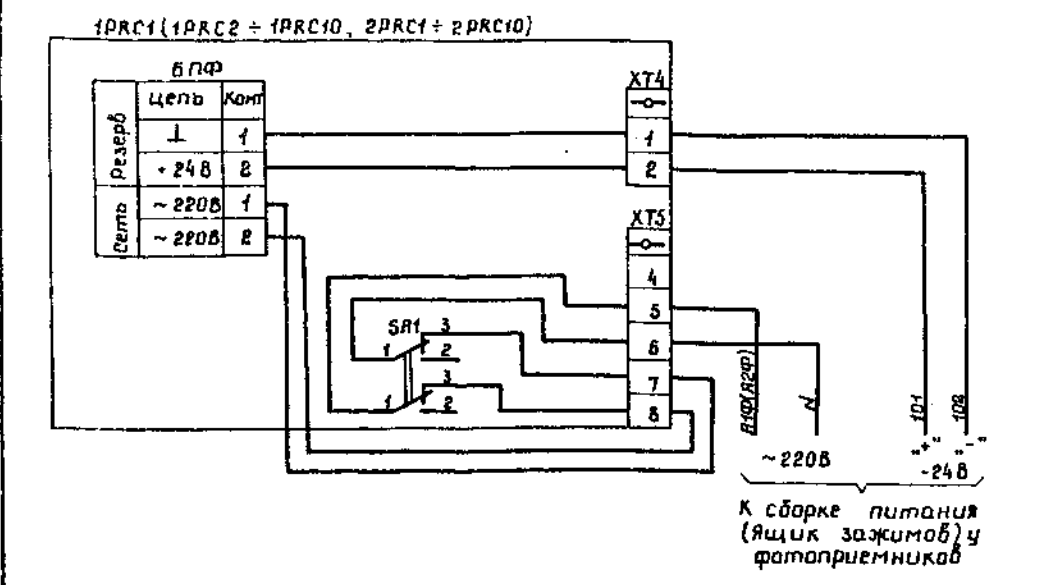 1PRC1 (1PRC2 ÷ 1PRC10, 2PRC1 ÷ 2PRC10)
БПФ
Цепь Конт
Резерв
⊥ 1
+24В 2
Сеть
~220В 1
~220В 2
XT4
1
2
XT5
4
5
6
7
8
SA1
1 3
2
1 3
2
Я1Ф(Я2Ф)
N
101
102
~220В
„+” „-”
-24В
К сборке питания
(Ящик зажимов) у
фотоприемников